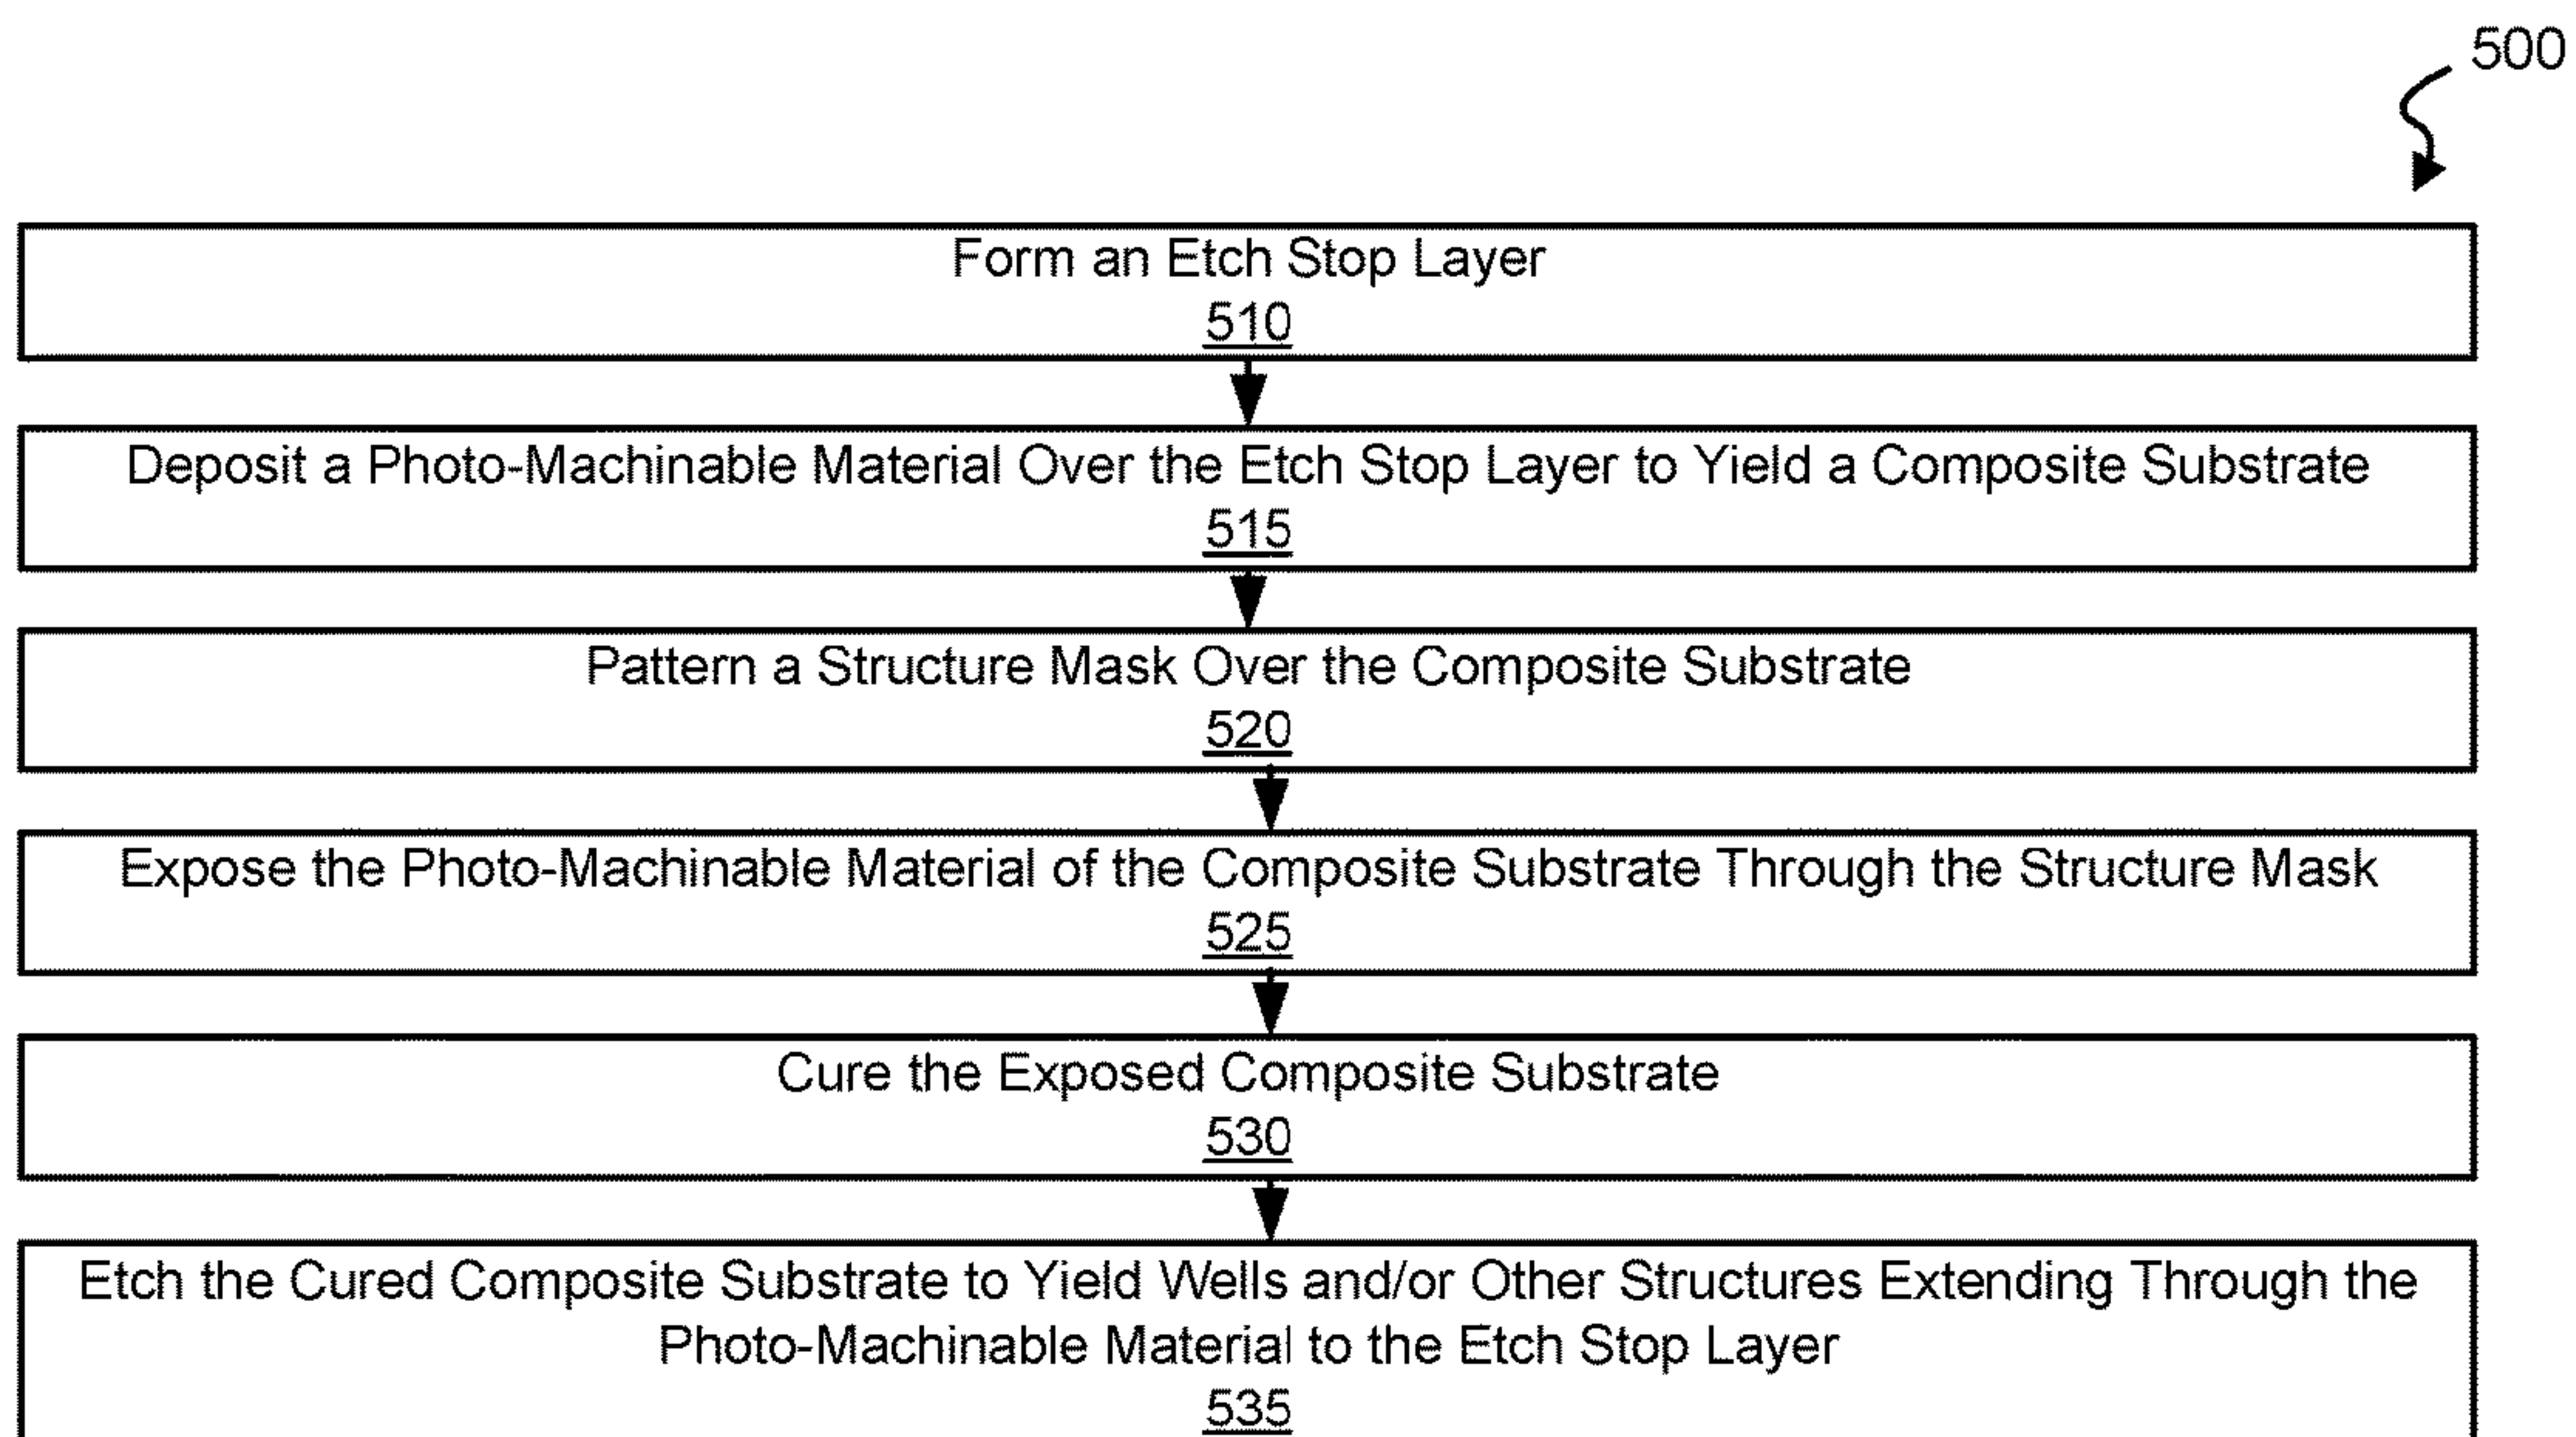 500
Form an Etch Stop Layer
510
Deposit a Photo-Machinable Material Over the Etch Stop Layer to Yield a Composite Substrate
515
Pattern a Structure Mask Over the Composite Substrate
520
Expose the Photo-Machinable Material of the Composite Substrate Through the Structure Mask
525
Cure the Exposed Composite Substrate
530
Etch the Cured Composite Substrate to Yield Wells and/or Other Structures Extending Through the
Photo-Machinable Material to the Etch Stop Layer
535